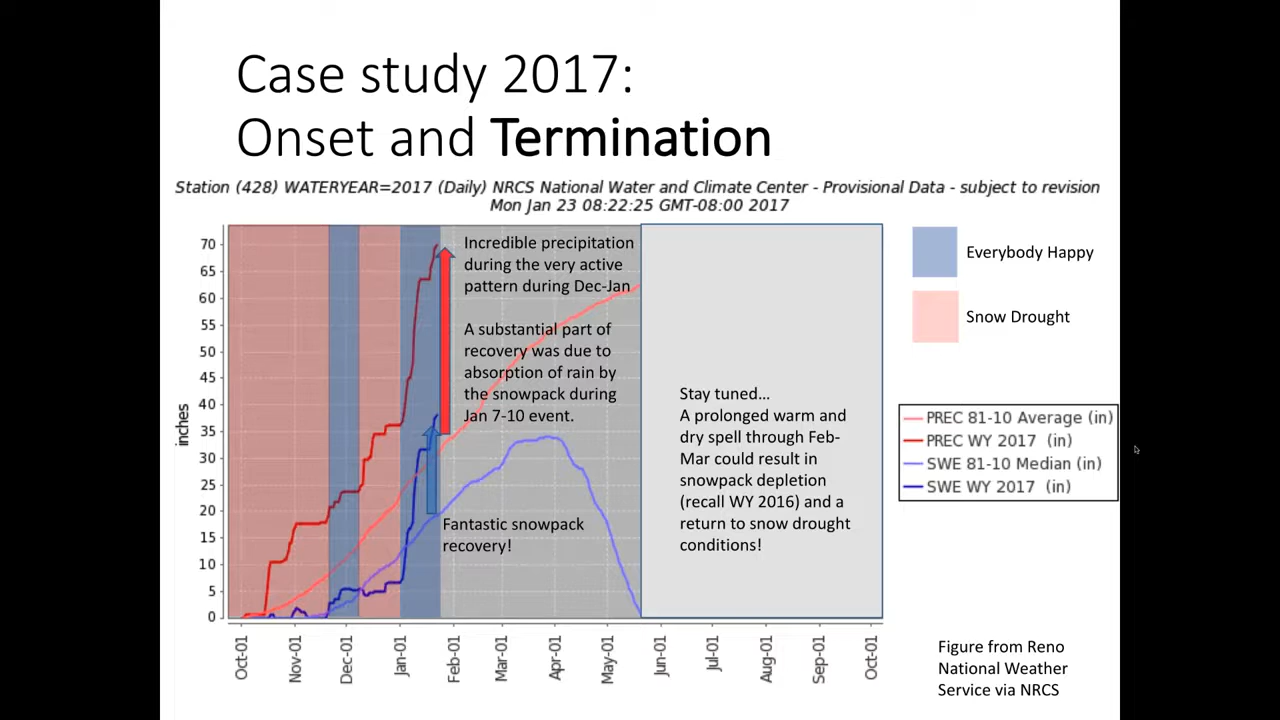 Case study 2017:
Onset and Termination
Station (428) WATERYEAR=2017 (Daily) NRCS National Water and Climate Center - Provisional Data - subject to revision
Mon Jan 23 08:22:25 GMT-08:00 2017
inches
70
65
60
55
50
45
40
35
30
25
20
15
10
5
0
Incredible precipitation
during the very active
pattern during Dec-Jan
A substantial part of
recovery was due to
absorption of rain by
the snowpack during
Jan 7-10 event.
Fantastic snowpack
recovery!
Stay tuned...
A prolonged warm and
dry spell through Feb-
Mar could result in
snowpack depletion
(recall WY 2016) and a
return to snow drought
conditions!
Oct-01
Nov-01
Dec-01
Jan-01
Feb-01
Mar-01
Apr-01
May-01
Jun-01
Jul-01
Aug-01
Sep-01
Oct-01
Everybody Happy
Snow Drought
PREC 81-10 Average (in)
PREC WY 2017 (in)
SWE 81-10 Median (in)
SWE WY 2017 (in)
Figure from Reno
National Weather
Service via NRCS